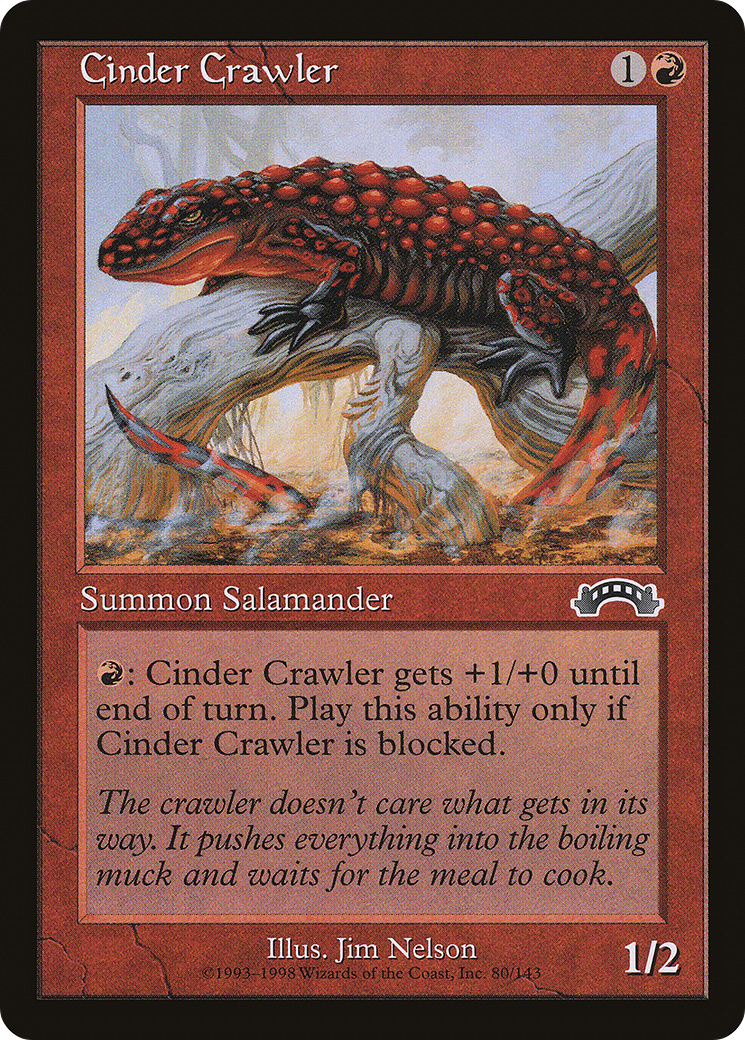 Cinder Crawler
1
Summon Salamander
: Cinder Crawler gets +1/+0 until
end of turn. Play this ability only if
Cinder Crawler is blocked.
The crawler doesn't care what gets in its
way. It pushes everything into the boiling
muck and waits for the meal to cook.
Illus. Jim Nelson
©1993–1998 Wizards of the Coast, Inc. 80/143
1/2